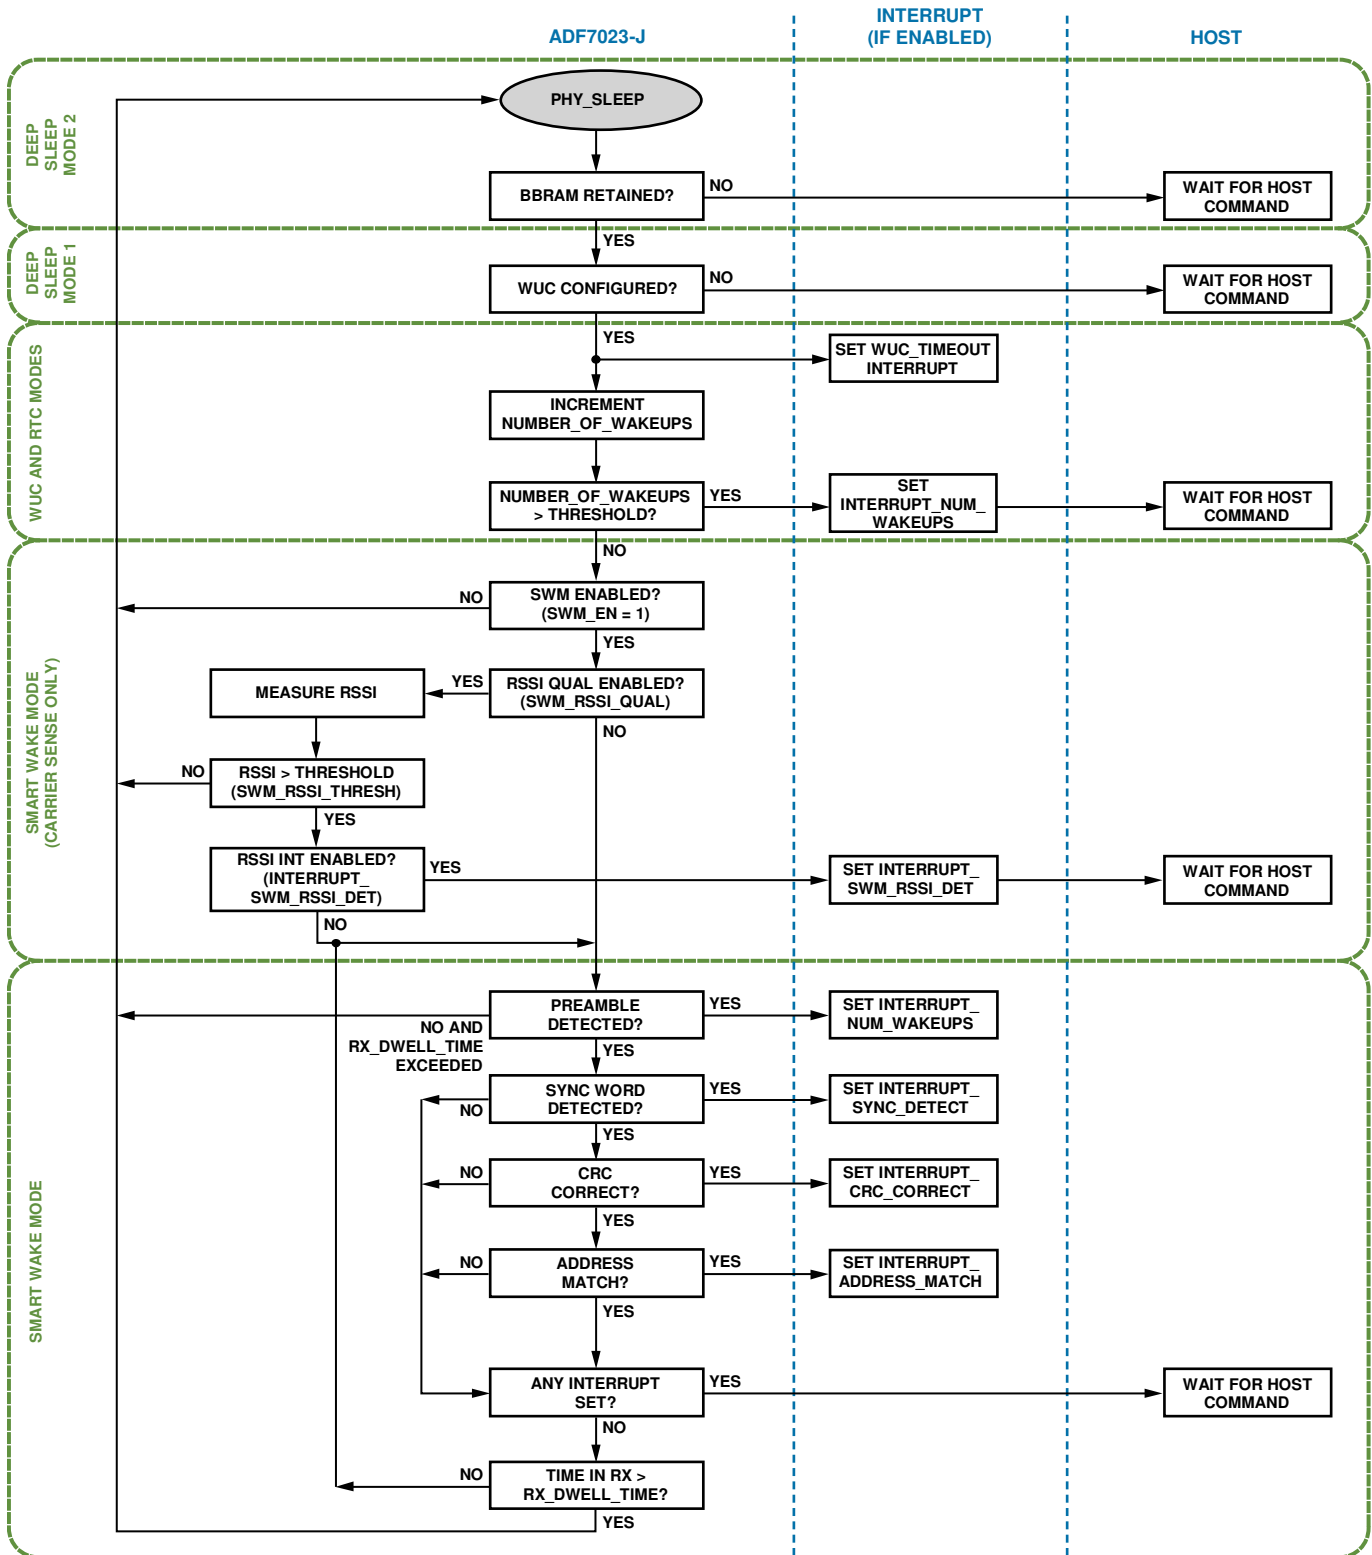 ADF7023-J
INTERRUPT
(IF ENABLED)
HOST
DEEP
SLEEP
MODE 2
PHY_SLEEP
BBRAM RETAINED?
NO
WAIT FOR HOST
COMMAND
YES
DEEP
SLEEP
MODE 1
WUC CONFIGURED?
NO
WAIT FOR HOST
COMMAND
YES
WUC AND RTC MODES
SET WUC_TIMEOUT
INTERRUPT
INCREMENT
NUMBER_OF_WAKEUPS
NUMBER_OF_WAKEUPS
> THRESHOLD?
YES
SET
INTERRUPT_NUM_
WAKEUPS
WAIT FOR HOST
COMMAND
NO
SMART WAKE MODE
(CARRIER SENSE ONLY)
NO
SWM ENABLED?
(SWM_EN = 1)
YES
MEASURE RSSI
YES
RSSI QUAL ENABLED?
(SWM_RSSI_QUAL)
NO
NO
RSSI > THRESHOLD
(SWM_RSSI_THRESH)
YES
RSSI INT ENABLED?
(INTERRUPT_
SWM_RSSI_DET)
YES
SET INTERRUPT_
SWM_RSSI_DET
WAIT FOR HOST
COMMAND
NO
SMART WAKE MODE
PREAMBLE
DETECTED?
YES
SET INTERRUPT_
NUM_WAKEUPS
NO AND
RX_DWELL_TIME
EXCEEDED
YES
SYNC WORD
DETECTED?
NO
YES
SET INTERRUPT_
SYNC_DETECT
YES
NO
CRC
CORRECT?
YES
SET INTERRUPT_
CRC_CORRECT
YES
NO
ADDRESS
MATCH?
YES
SET INTERRUPT_
ADDRESS_MATCH
YES
ANY INTERRUPT
SET?
YES
WAIT FOR HOST
COMMAND
NO
NO
TIME IN RX >
RX_DWELL_TIME?
YES